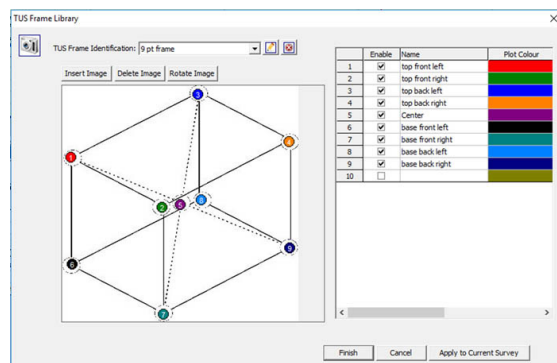 TUS Frame Library
TUS Frame Identification: 9 pt frame
Insert Image Delete Image Rotate Image
Enable Name Plot Colour
1 top front left
2 top front right
3 top back left
4 top back right
5 Center
6 base front left
7 base front right
8 base back left
9 base back right
10
3
4
1
2 5 8
9
6
7
Finish Cancel Apply to Current Survey